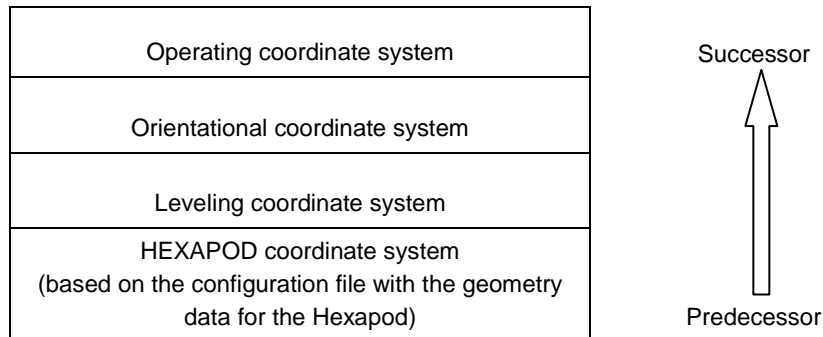 Operating coordinate system
Successor
Orientational coordinate system
Leveling coordinate system
HEXAPOD coordinate system
(based on the configuration file with the geometry
data for the Hexapod)
Predecessor